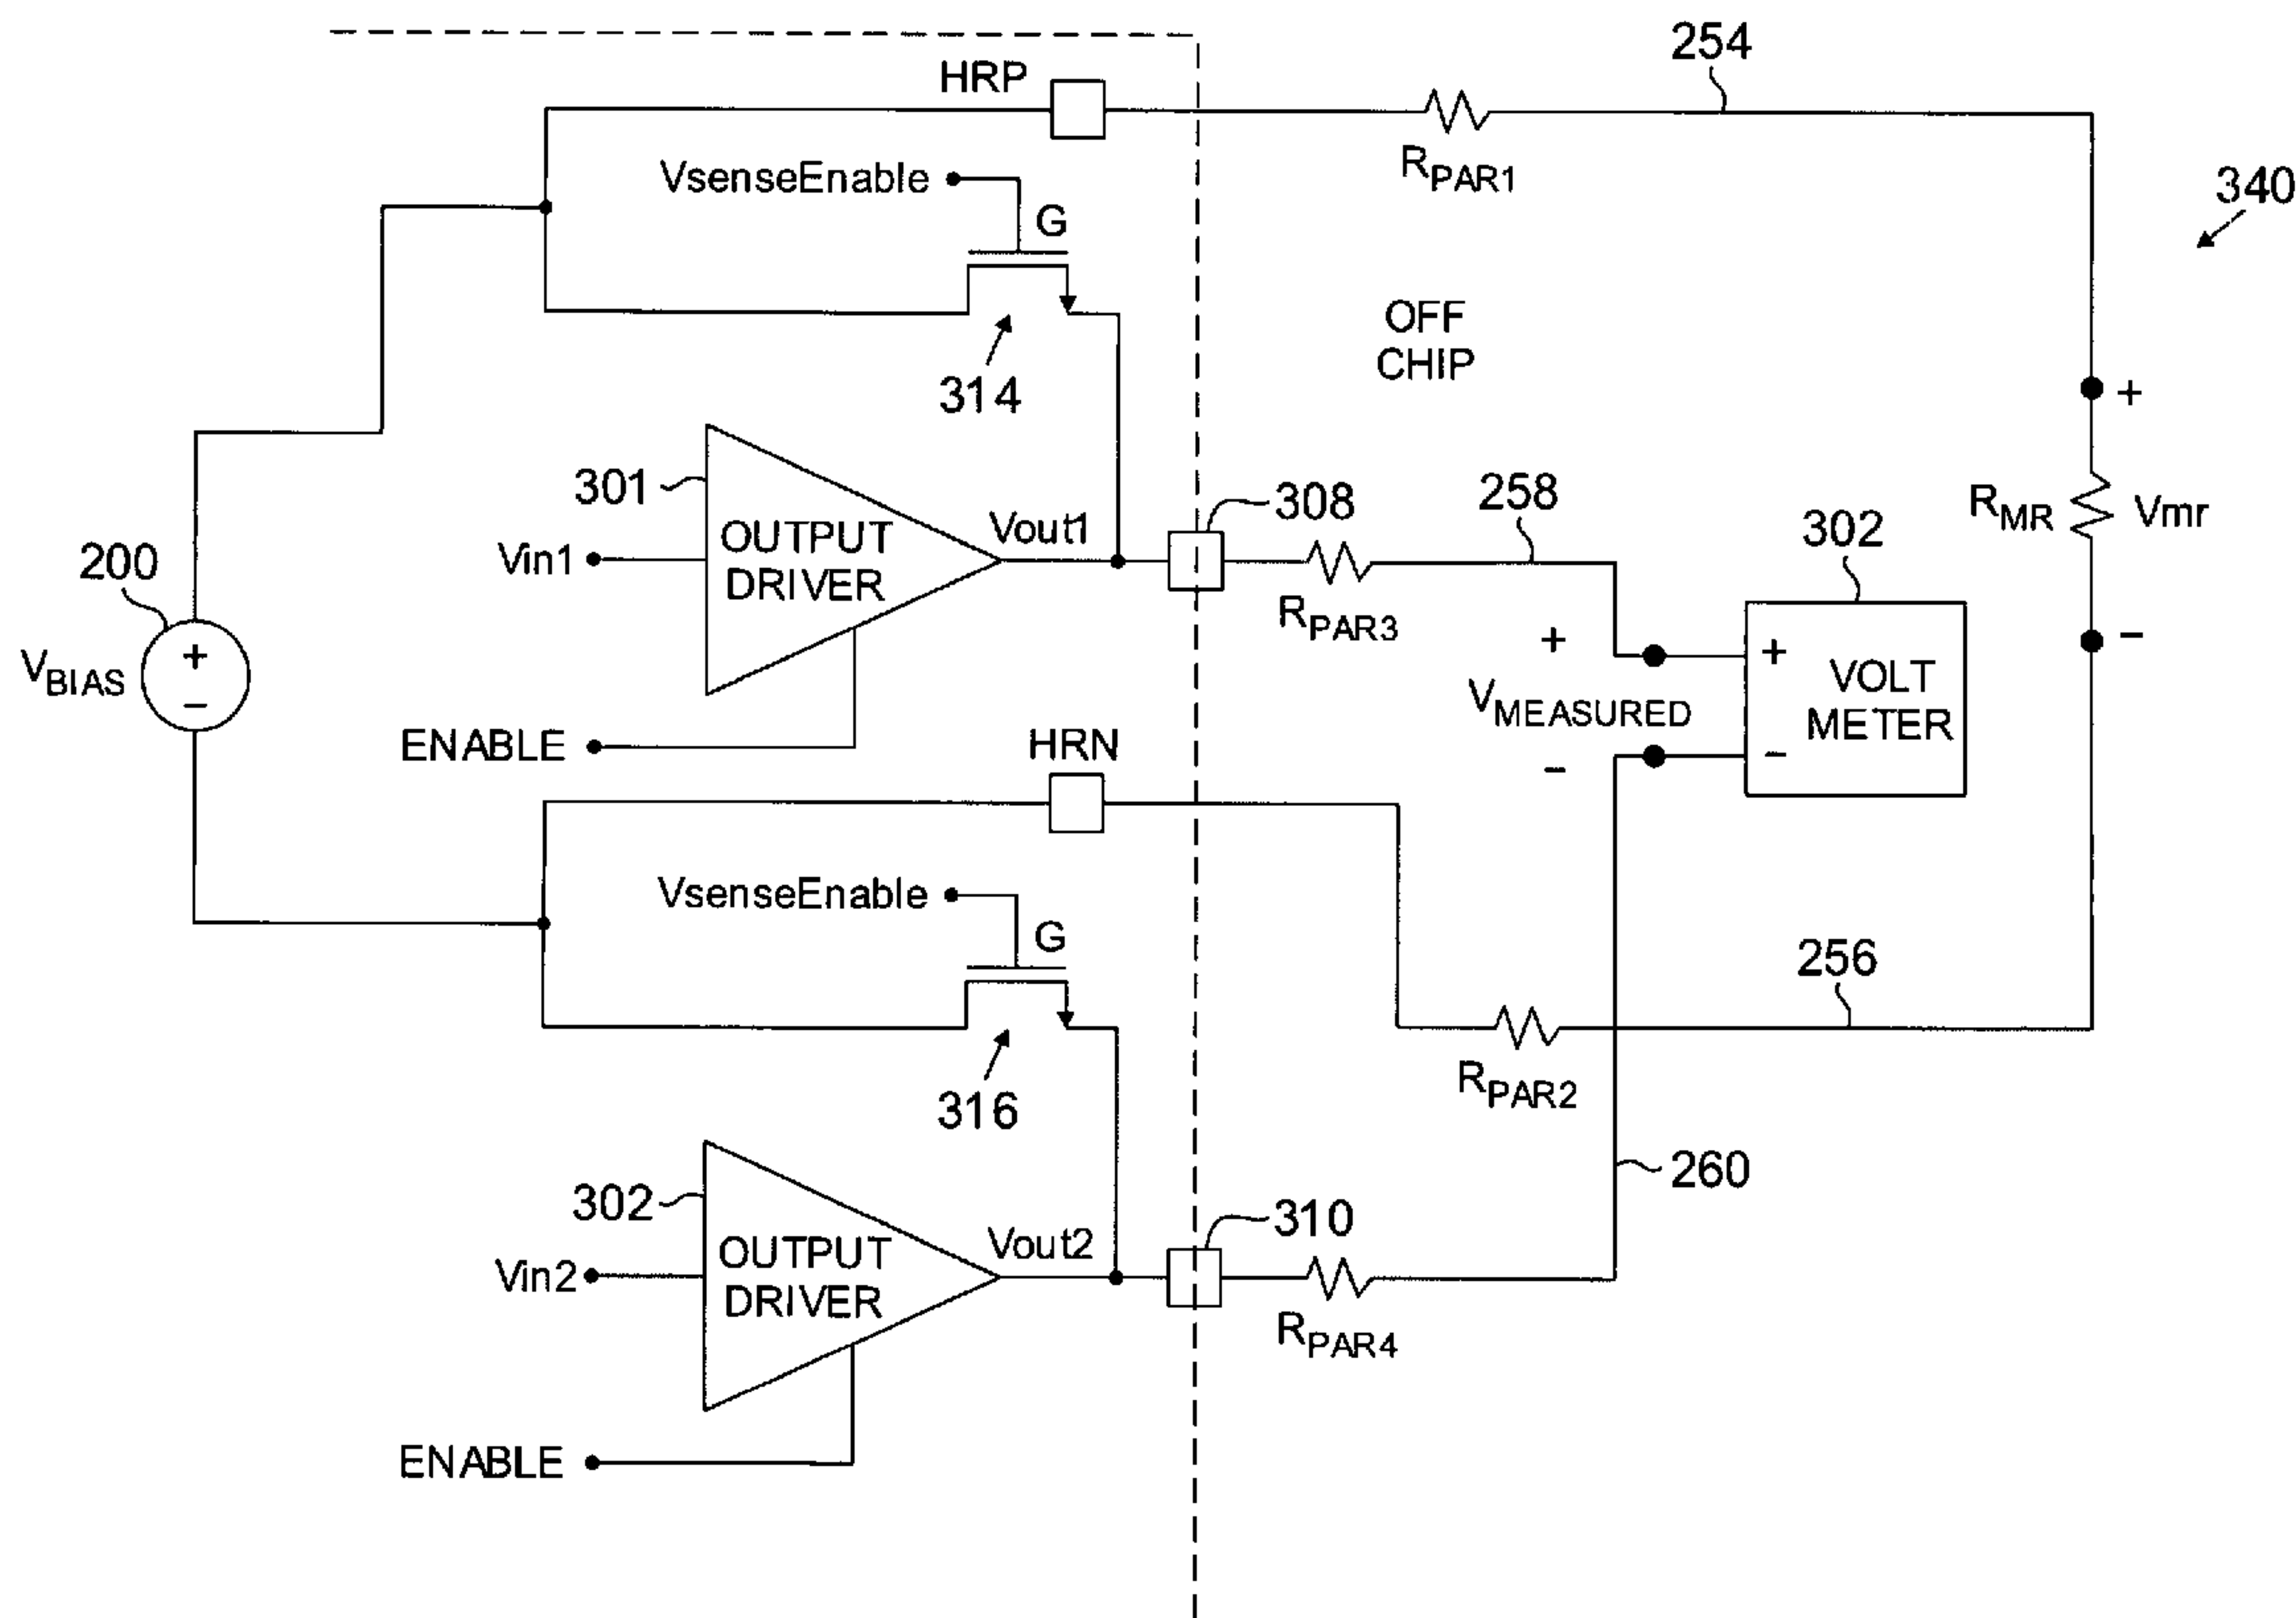 254
HRP
VsenseEnable
G
R_PAR1
340
OFF
CHIP
314
301
OUTPUT
DRIVER
Vin1
Vout1
308
258
302
R_MR
Vmr
+
-
200
V_BIAS
+
-
R_PAR3
+
V_MEASURED
-
+
-
VOLT
METER
ENABLE
HRN
VsenseEnable
G
256
R_PAR2
316
260
302
OUTPUT
DRIVER
Vin2
Vout2
310
R_PAR4
ENABLE